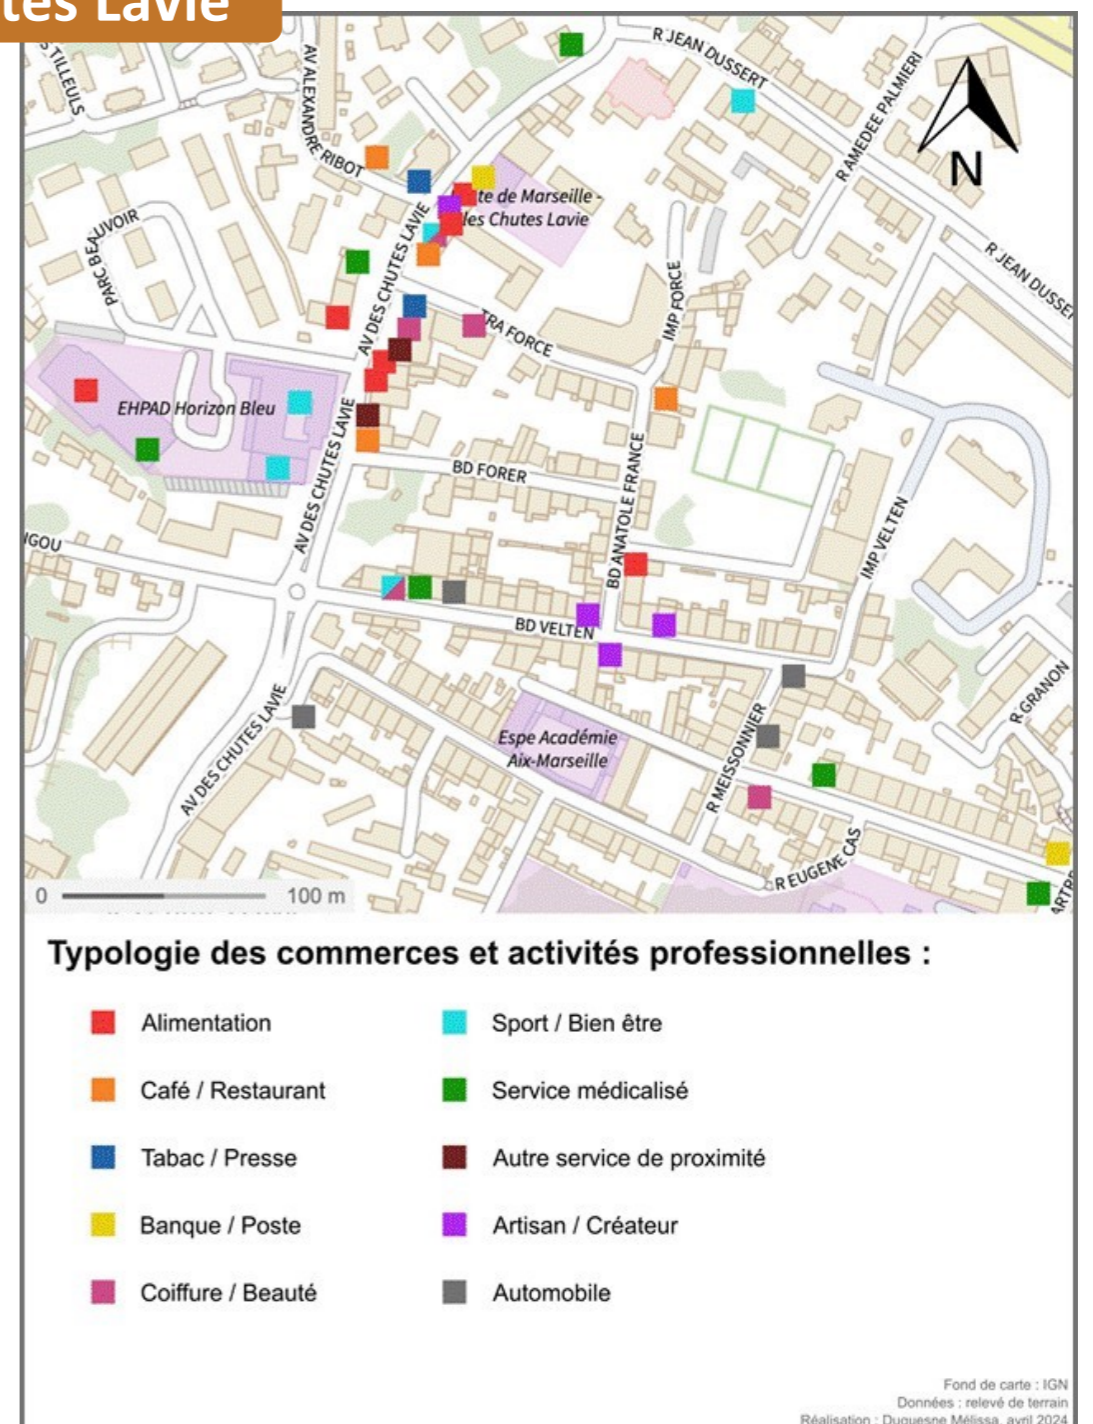 Lavie
R JEAN DUSSERT
TILLEULS
AV ALEXANDRE RIBOT
R AMEDEE PALMIERI
N
te de Marseille -
les Chutes Lavie
PARC BEAUVOIR
AV DES CHUTES LAVIE
R JEAN DUSSE
IMP FORCE
TRA FORCE
EHPAD Horizon Bleu
AV DES CHUTES LAVIE
BD FORER
BD ANATOLE FRANCE
IMP VELTEN
IGOU
BD VELTEN
R GRANON
AV DES CHUTES LAVIE
Espe Académie
Aix-Marseille
R MEISSONNIER
R EUGENE CAS
0 100 m
Typologie des commerces et activités professionnelles :
Alimentation
Sport / Bien être
Café / Restaurant
Service médicalisé
Tabac / Presse
Autre service de proximité
Banque / Poste
Artisan / Créateur
Coiffure / Beauté
Automobile
Fond de carte : IGN
Données : relevé de terrain
Réalisation : Duquesne Mélissa, avril 2024